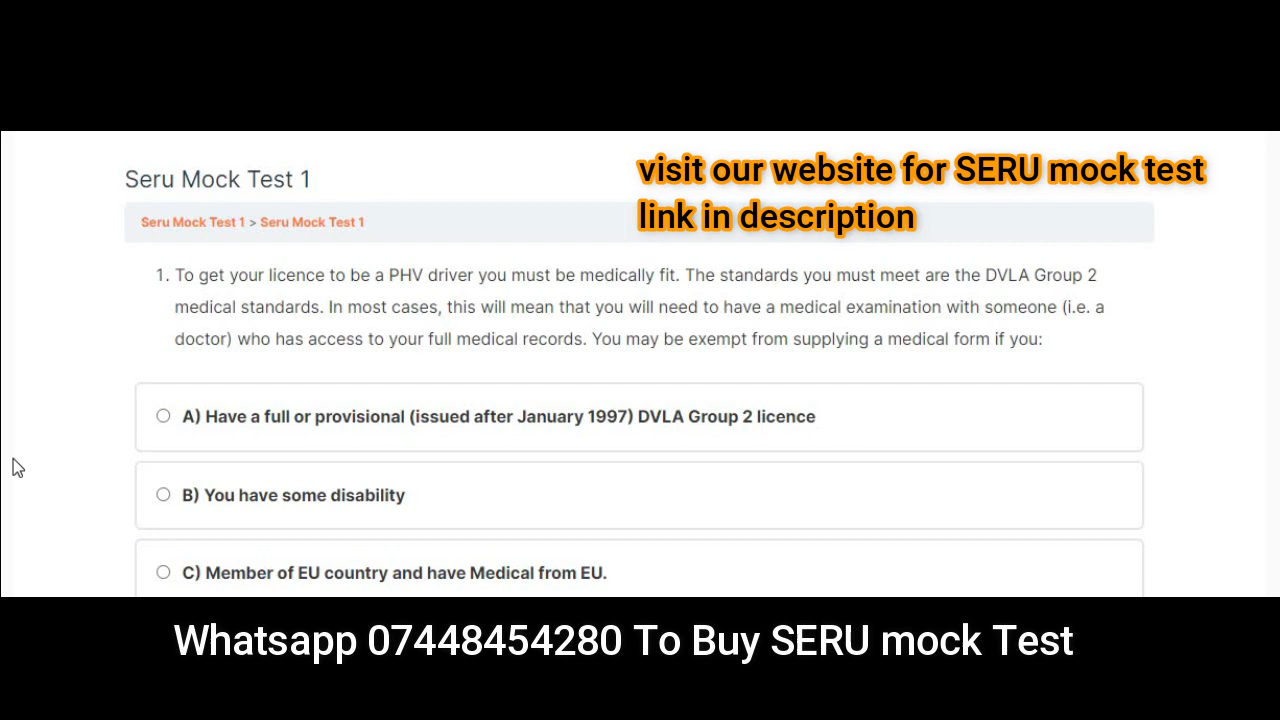 Seru Mock Test 1
visit our website for SERU mock test
link in description
Seru Mock Test 1 > Seru Mock Test 1
1. To get your licence to be a PHV driver you must be medically fit. The standards you must meet are the DVLA Group 2
medical standards. In most cases, this will mean that you will need to have a medical examination with someone (i.e. a
doctor) who has access to your full medical records. You may be exempt from supplying a medical form if you:
A) Have a full or provisional (issued after January 1997) DVLA Group 2 licence
B) You have some disability
C) Member of EU country and have Medical from EU.
Whatsapp 07448454280 To Buy SERU mock Test